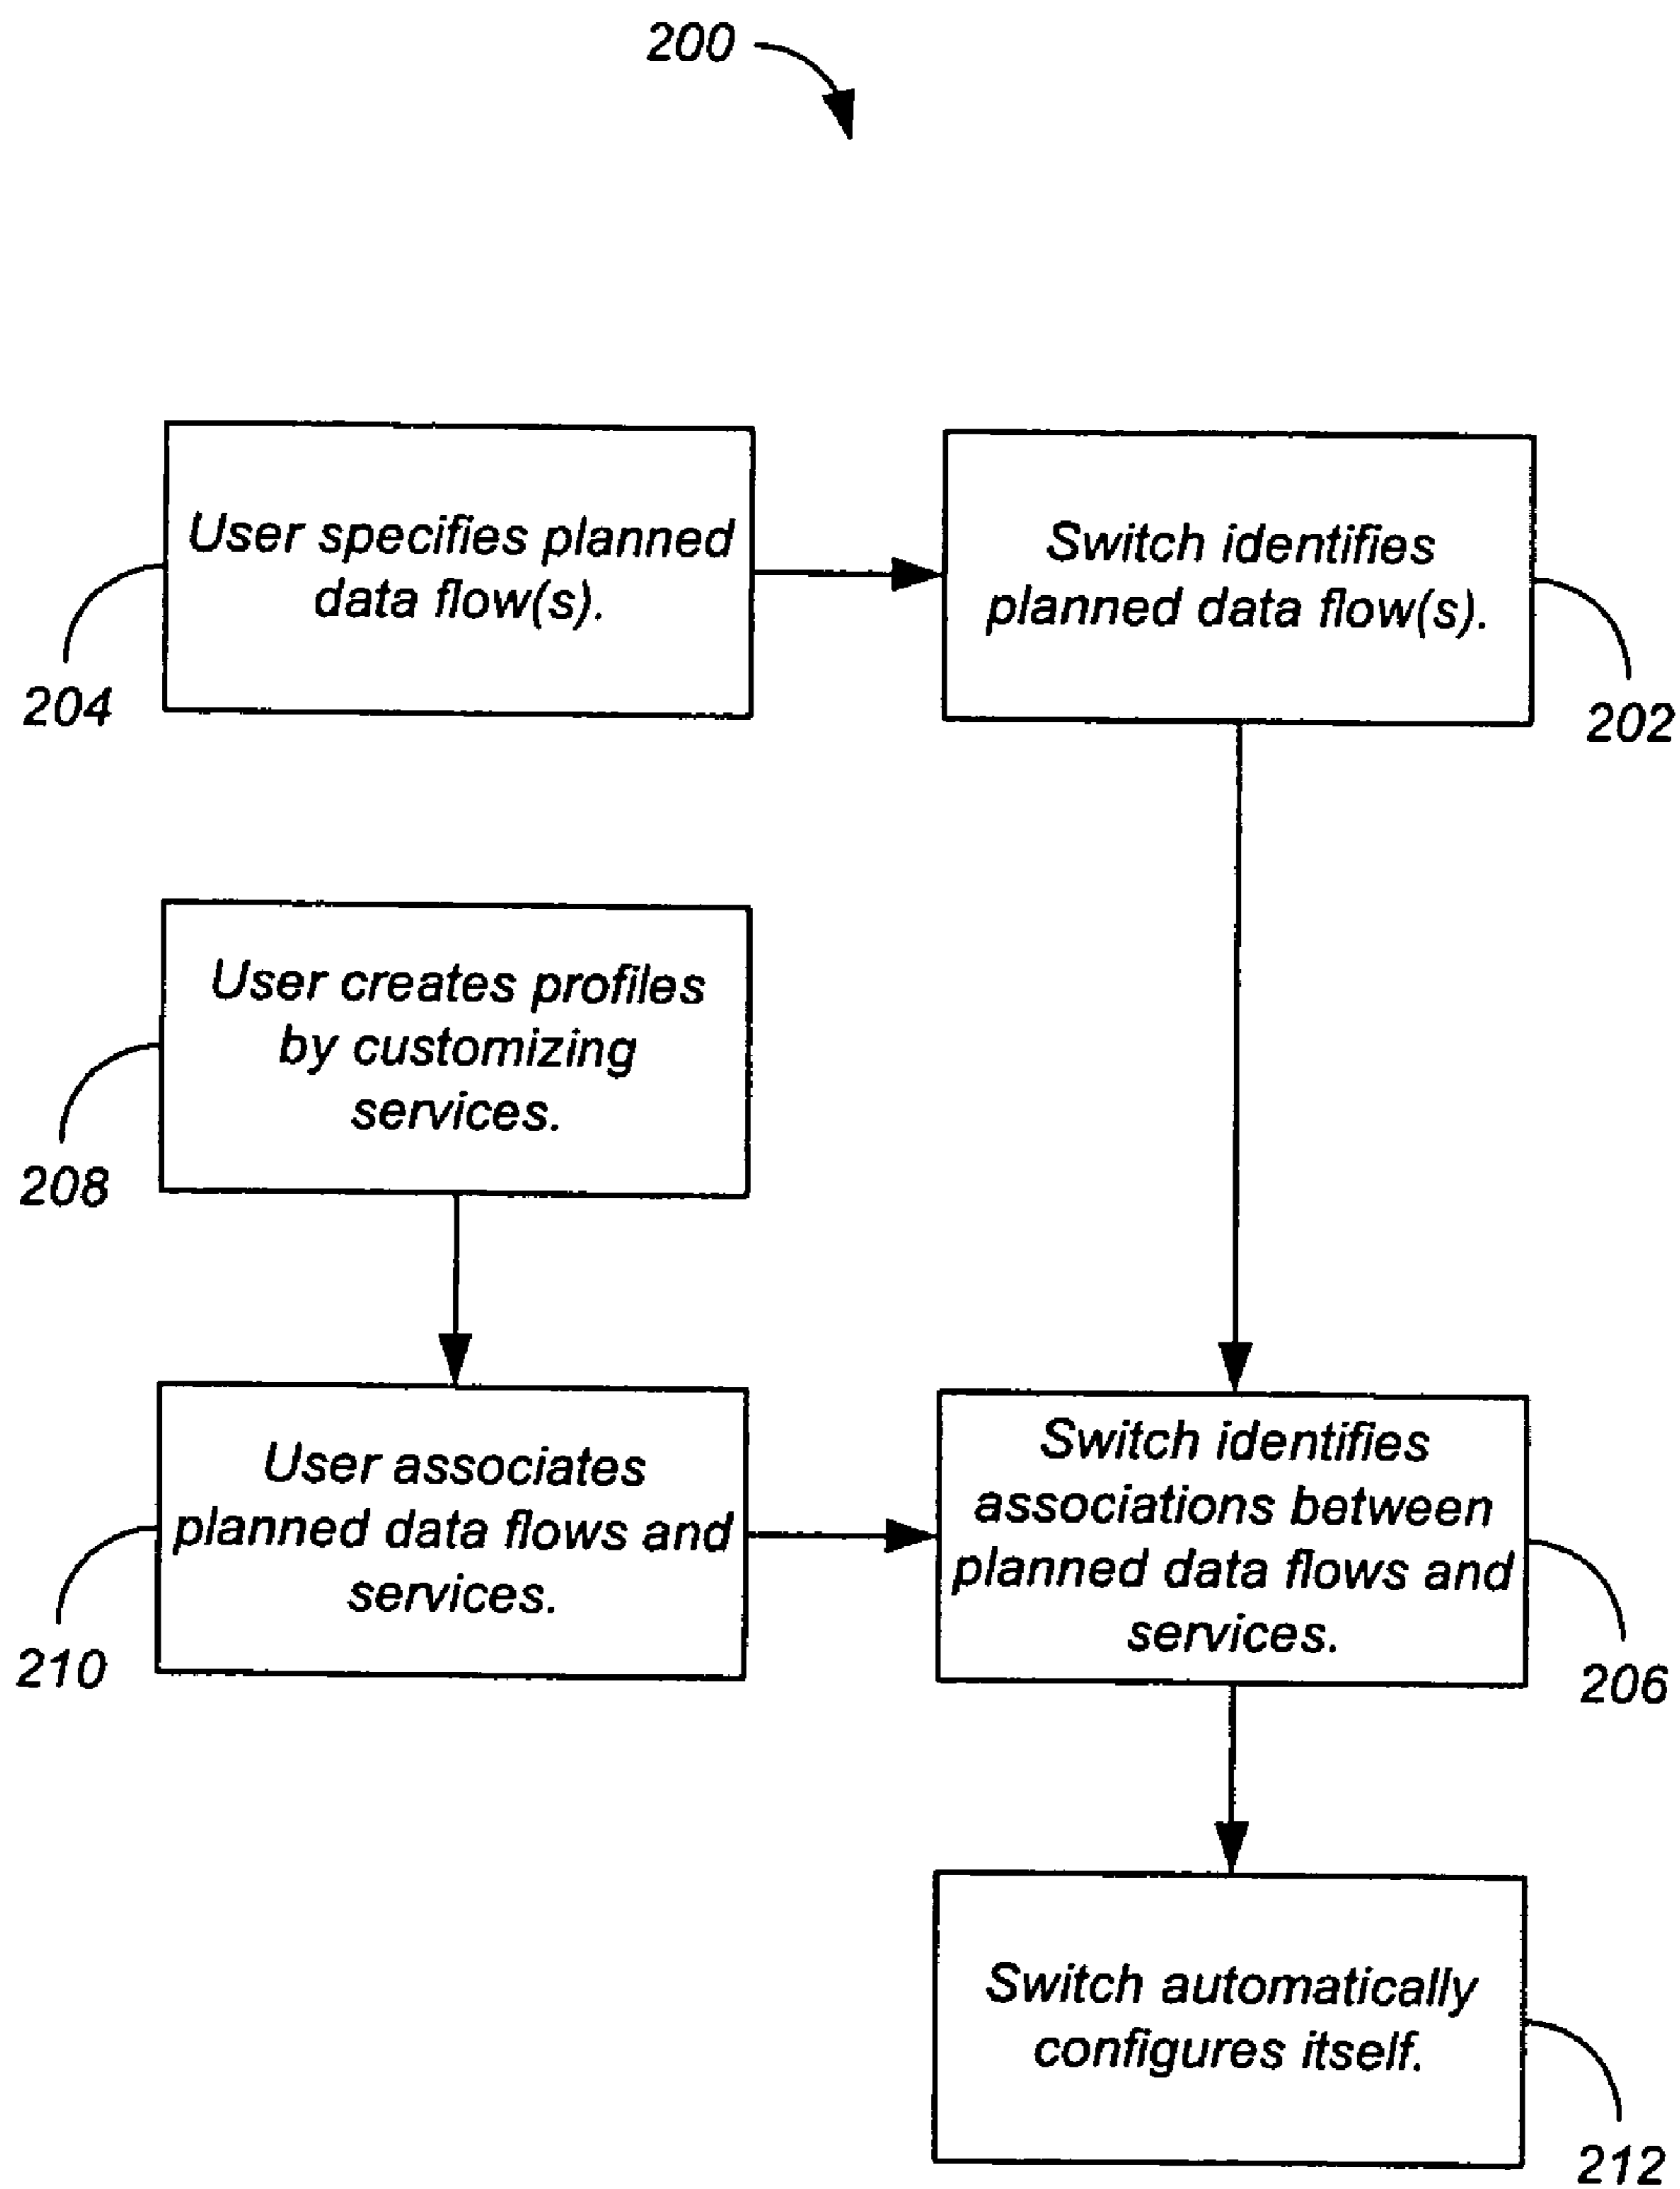 200
User specifies planned
data flow(s).
204
Switch identifies
planned data flow(s).
202
User creates profiles
by customizing
services.
208
User associates
planned data flows and
services.
210
Switch identifies
associations between
planned data flows and
services.
206
Switch automatically
configures itself.
212